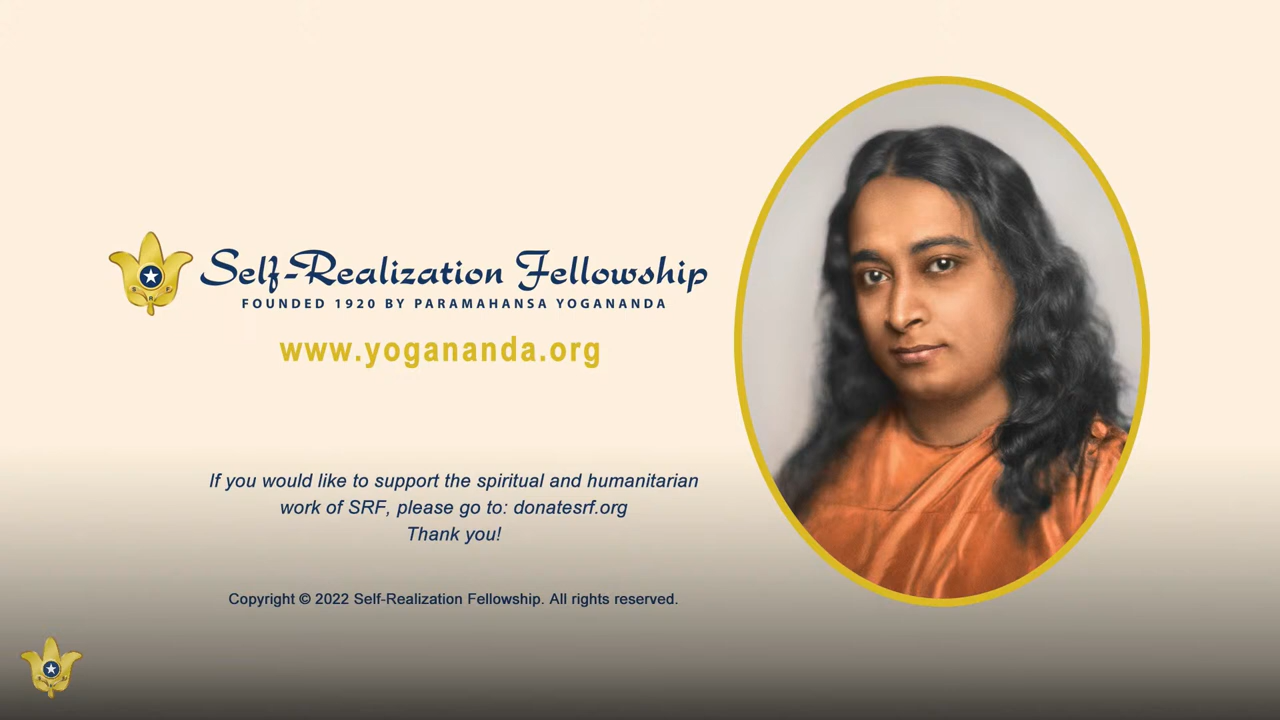 Self-Realization Fellowship
FOUNDED 1920 BY PARAMAHANSA YOGANANDA
www.yogananda.org
If you would like to support the spiritual and humanitarian
work of SRF, please go to: donatesrf.org
Thank you!
Copyright © 2022 Self-Realization Fellowship. All rights reserved.